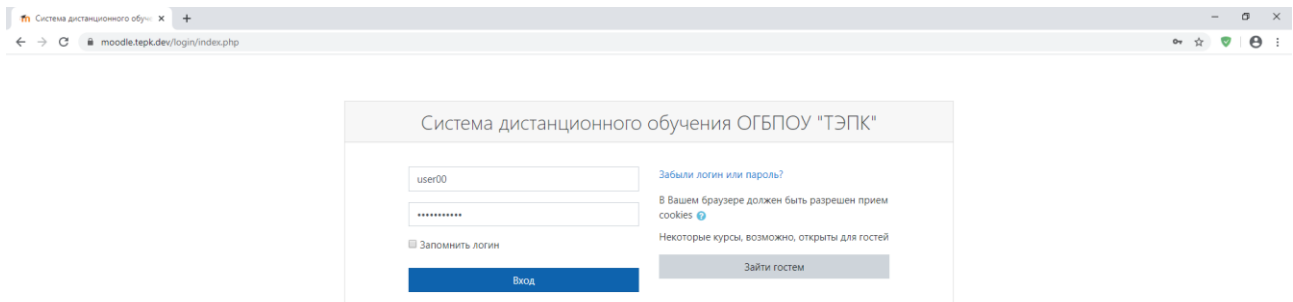 Система дистанционного обуч
moodle.tepk.dev/login/index.php
Система дистанционного обучения ОГБПОУ "ТЭПК"
user00
•••••••••••
Запомнить логин
Вход
Забыли логин или пароль?
В Вашем браузере должен быть разрешен прием
cookies
Некоторые курсы, возможно, открыты для гостей
Зайти гостем